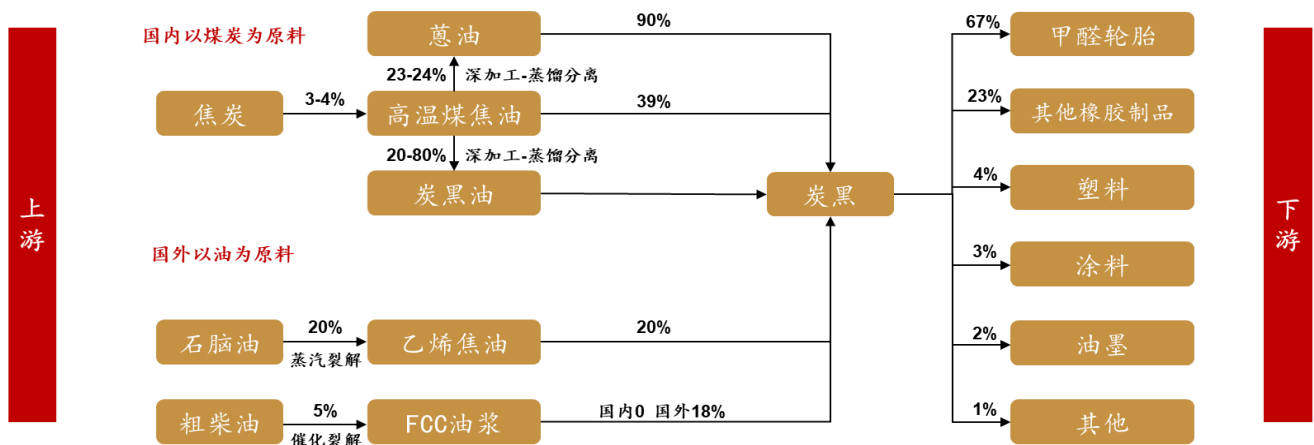 上游
国内以煤炭为原料
蒽油
90%
23-24%
深加工-蒸馏分离
焦炭
3-4%
高温煤焦油
39%
20-80%
深加工-蒸馏分离
炭黑油
炭黑
国外以油为原料
石脑油
20%
蒸汽裂解
乙烯焦油
20%
粗柴油
5%
催化裂解
FCC油浆
国内0 国外18%
67%
甲醛轮胎
23%
其他橡胶制品
4%
塑料
3%
涂料
2%
油墨
1%
其他
下游